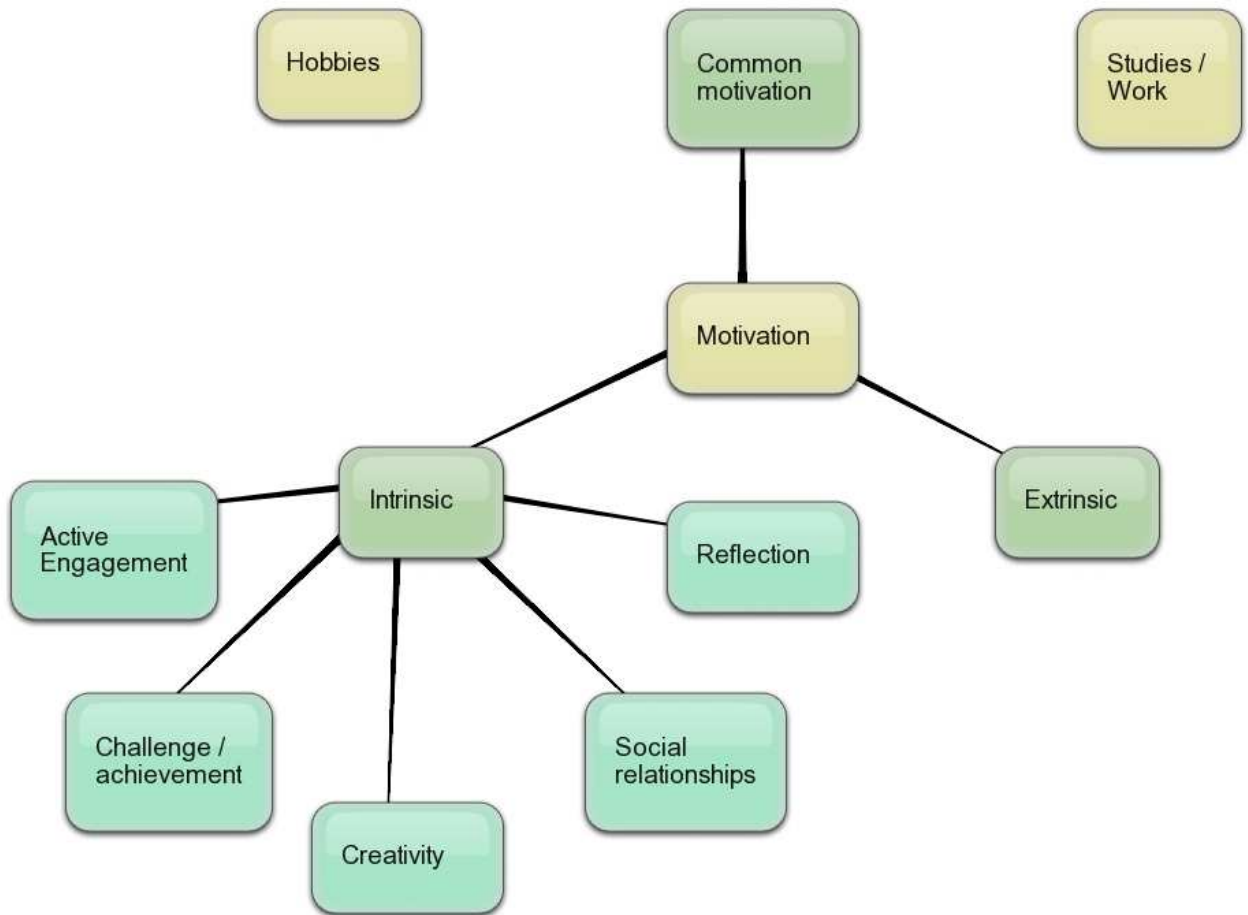 Hobbies
Common
motivation
Studies /
Work
Motivation
Intrinsic
Extrinsic
Active
Engagement
Reflection
Challenge /
achievement
Social
relationships
Creativity